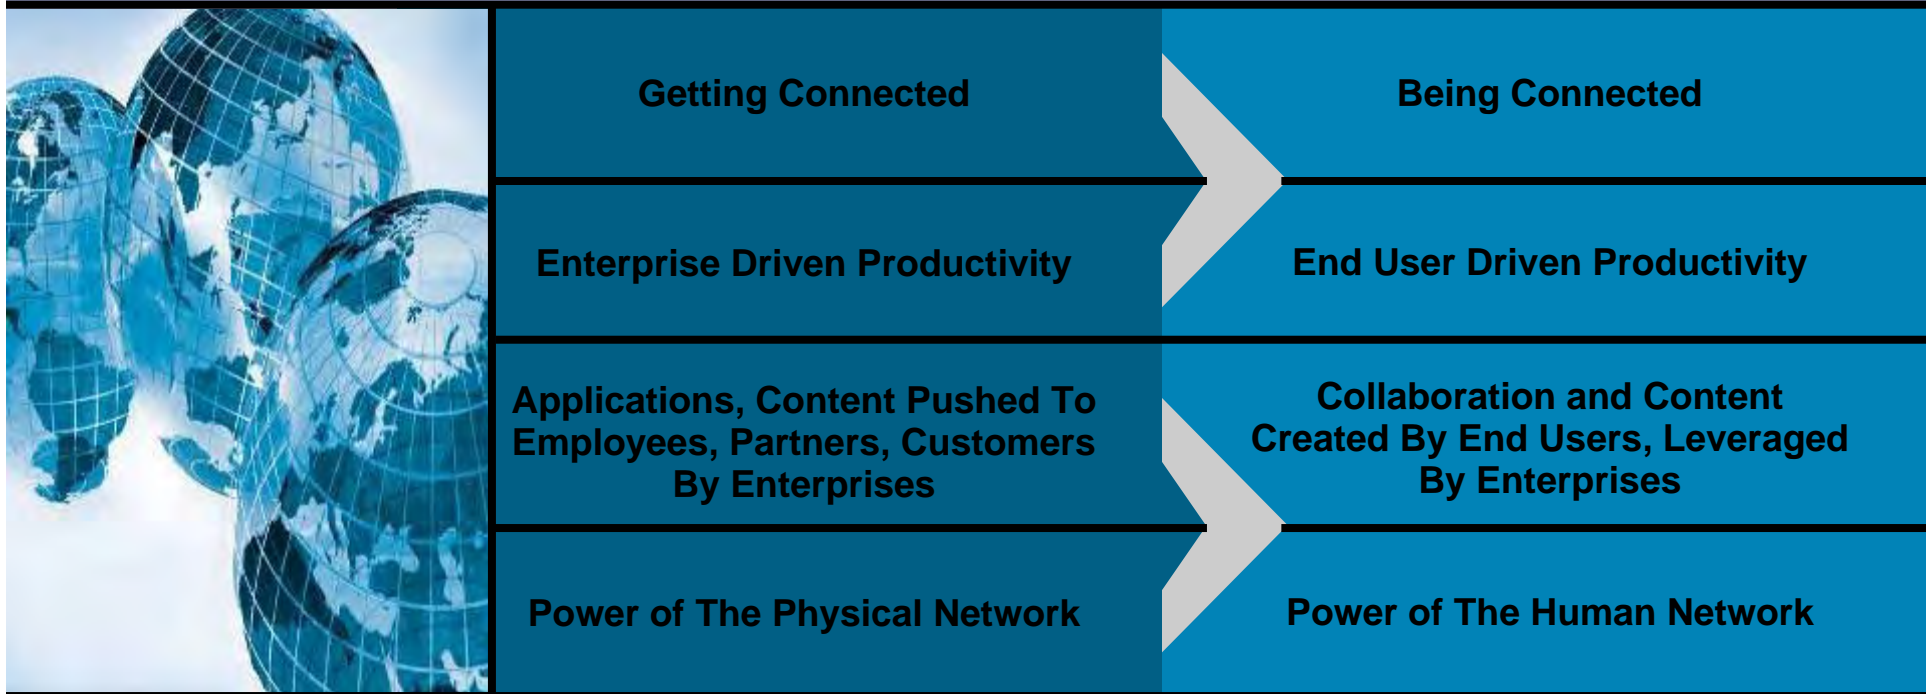 Getting Connected
Being Connected
Enterprise Driven Productivity
End User Driven Productivity
Applications, Content Pushed To
Employees, Partners, Customers
By Enterprises
Collaboration and Content
Created By End Users, Leveraged
By Enterprises
Power of The Physical Network
Power of The Human Network